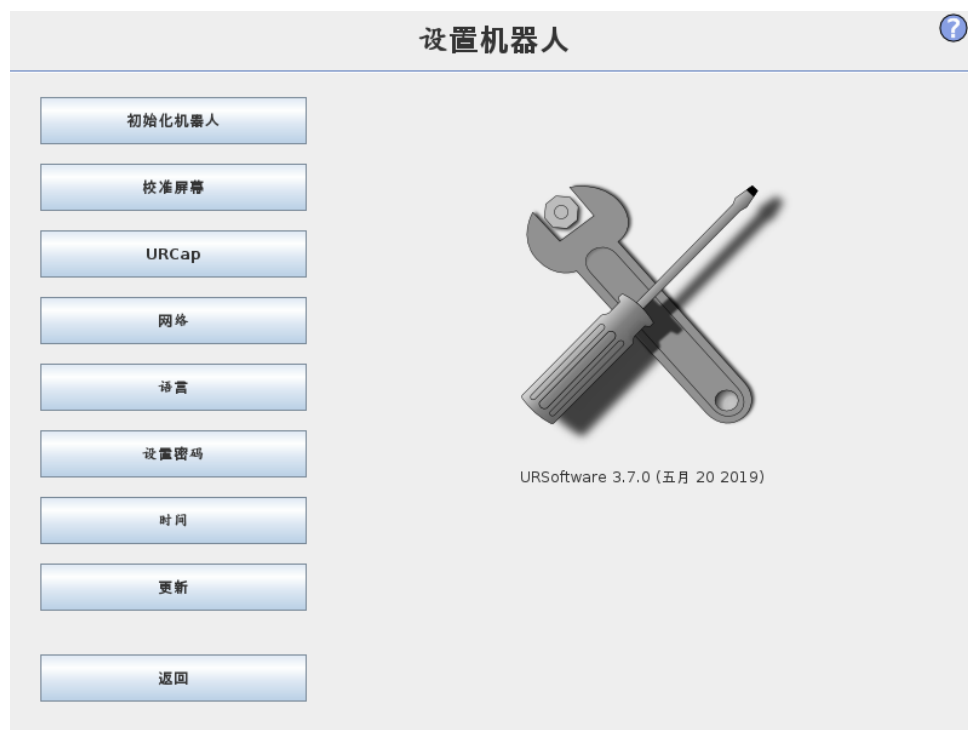 设置机器人
?
初始化机器人
校准屏幕
URCap
网络
语言
设置密码
时间
更新
返回
URSoftware 3.7.0 (五月 20 2019)